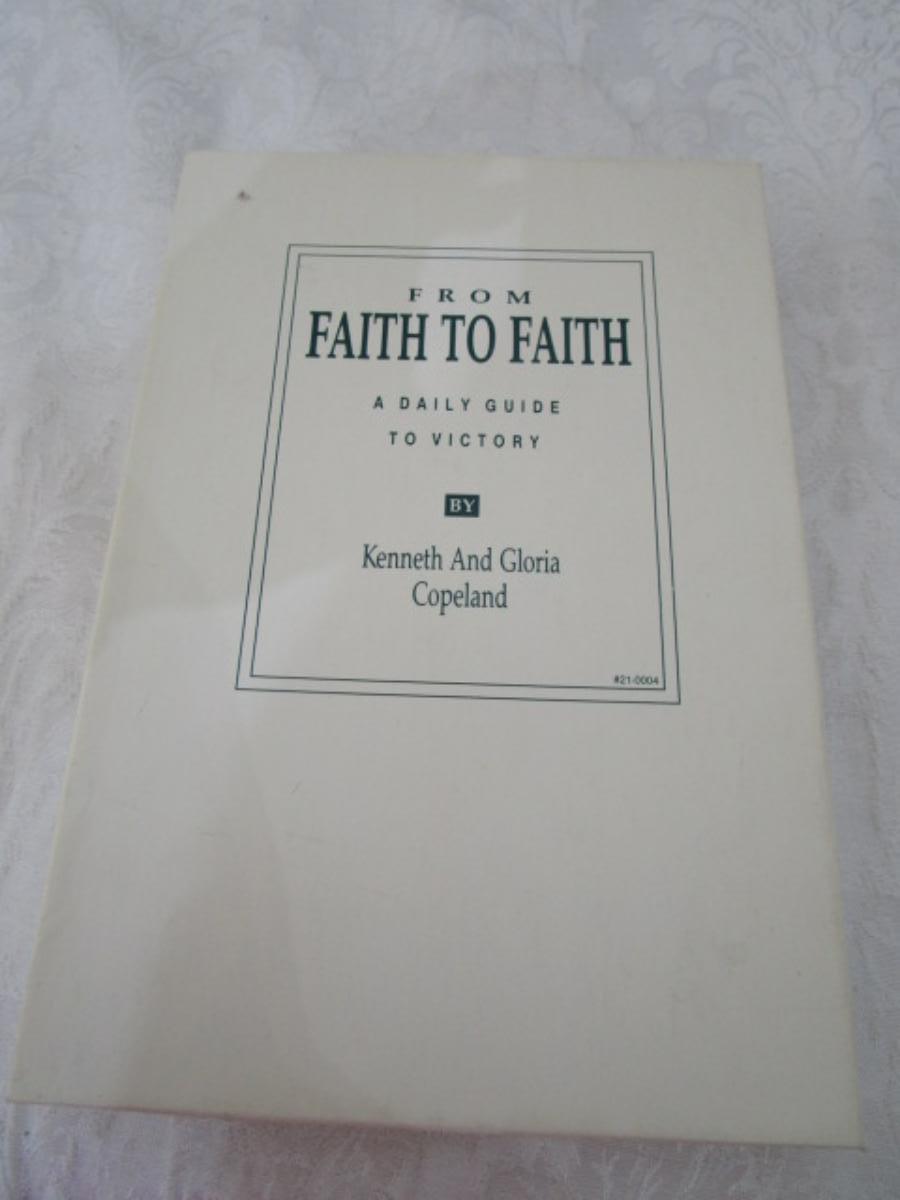 FROM
FAITH TO FAITH
A DAILY GUIDE
TO VICTORY
BY
Kenneth And Gloria
Copeland
#21-0004